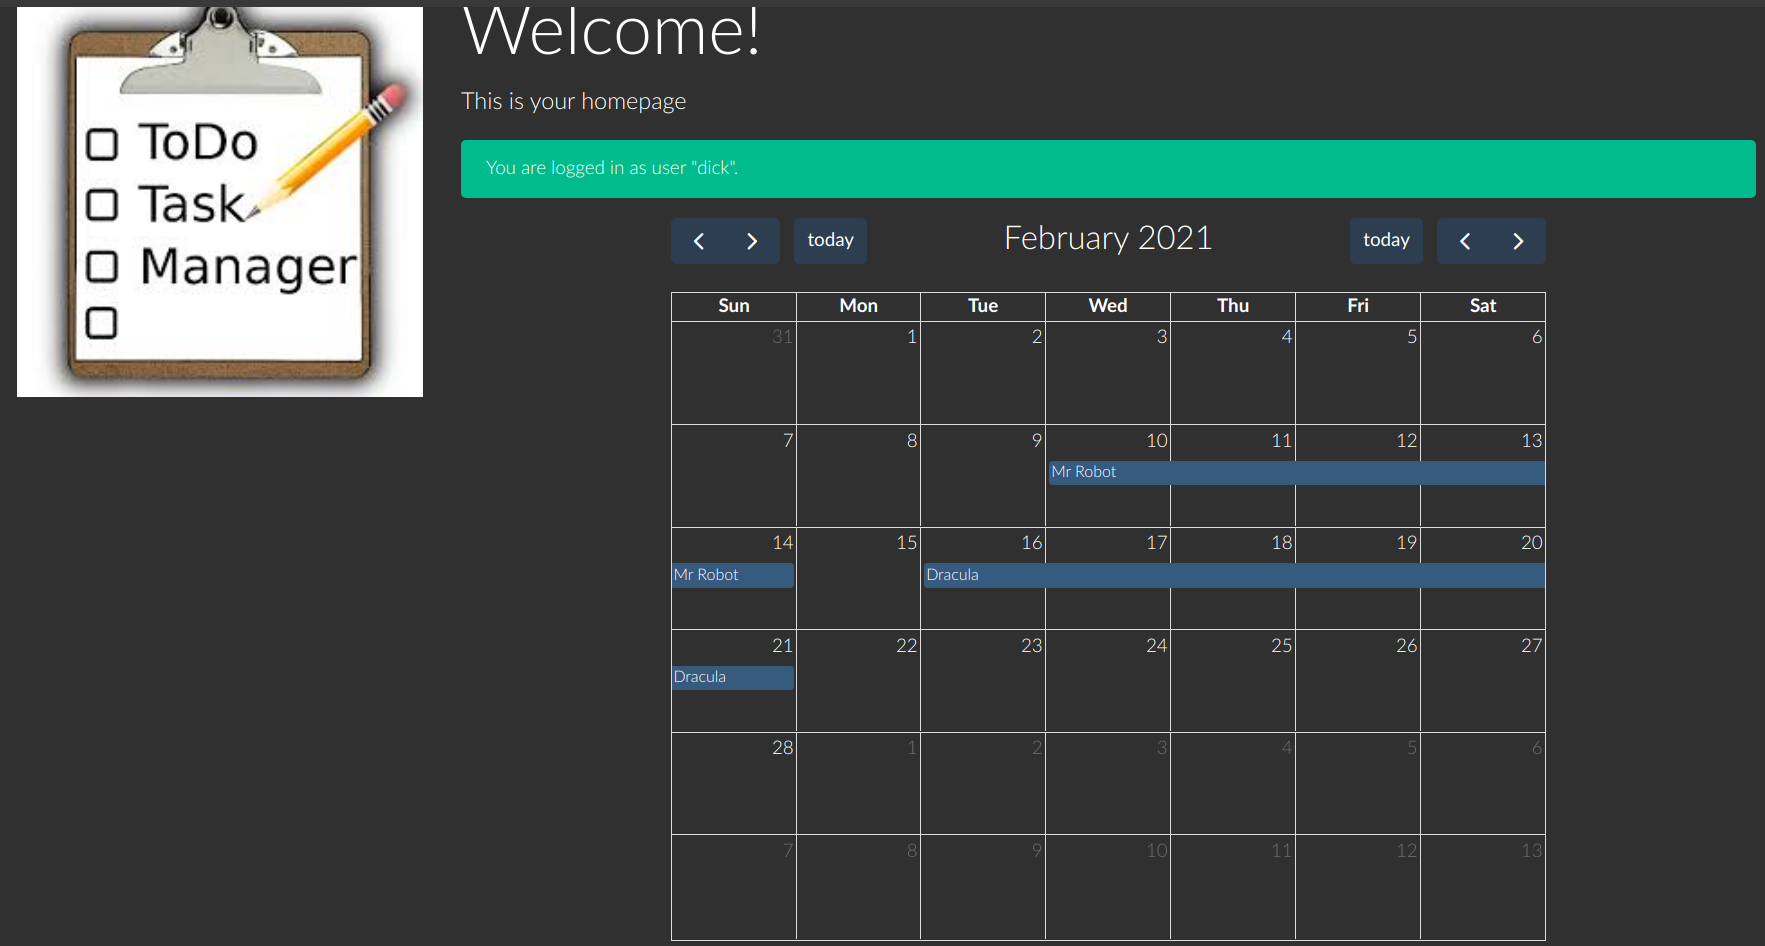 ToDo
Task
Manager
Welcome!
This is your homepage
You are logged in as user "dick".
today February 2021 today
Sun Mon Tue Wed Thu Fri Sat
31 1 2 3 4 5 6
7 8 9 10 11 12 13
Mr Robot
14 15 16 17 18 19 20
Mr Robot Dracula
21 22 23 24 25 26 27
Dracula
28 1 2 3 4 5 6
7 8 9 10 11 12 13